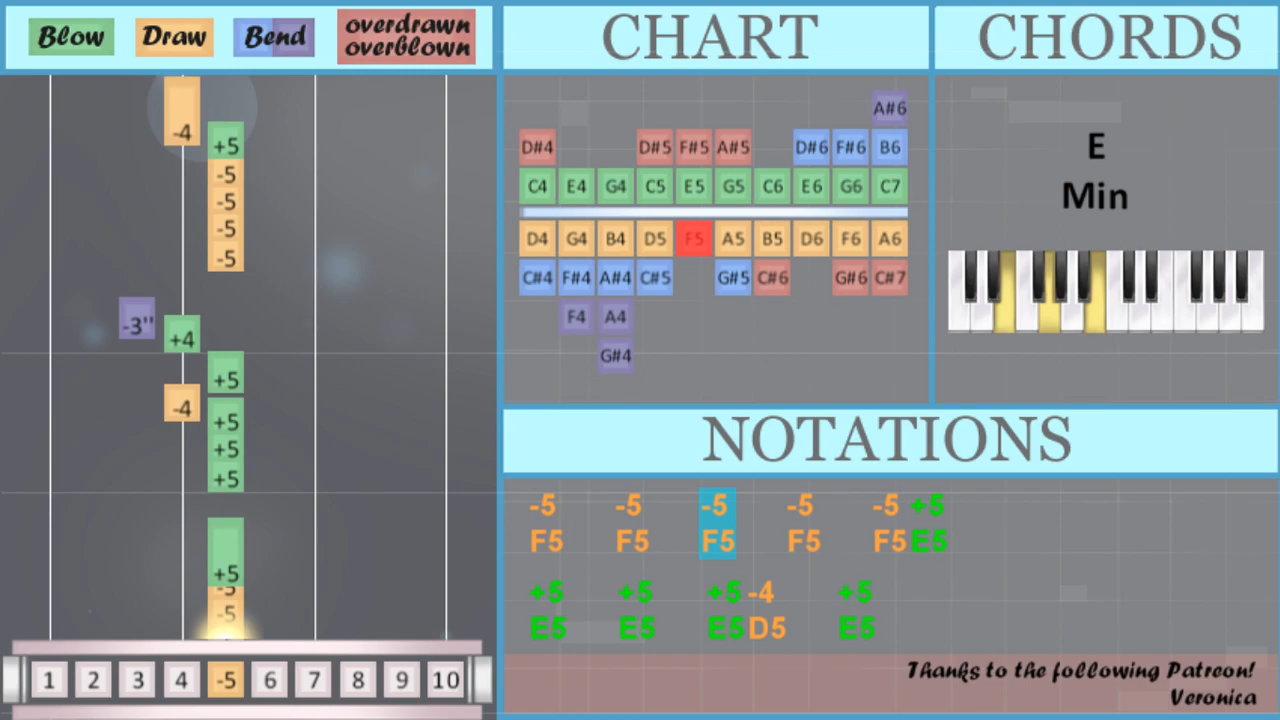 Blow Draw Bend overdrawn
overblown
CHART
CHORDS
-4
+5
-5
-5
-5
-5
-3''
+4
+5
-4
+5
+5
+5
+5
-5
-5
1 2 3 4 -5 6 7 8 9 10
A#6
D#4 D#5 F#5 A#5 D#6 F#6 B6
C4 E4 G4 C5 E5 G5 C6 E6 G6 C7
D4 G4 B4 D5 F5 A5 B5 D6 F6 A6
C#4 F#4 A#4 C#5 G#5 C#6 G#6 C#7
F4 A4
G#4
E
Min
NOTATIONS
-5 -5 -5 -5 -5 +5
F5 F5 F5 F5 F5 E5
+5 +5 +5 -4 +5
E5 E5 E5 D5 E5
Thanks to the following Patreon!
Veronica